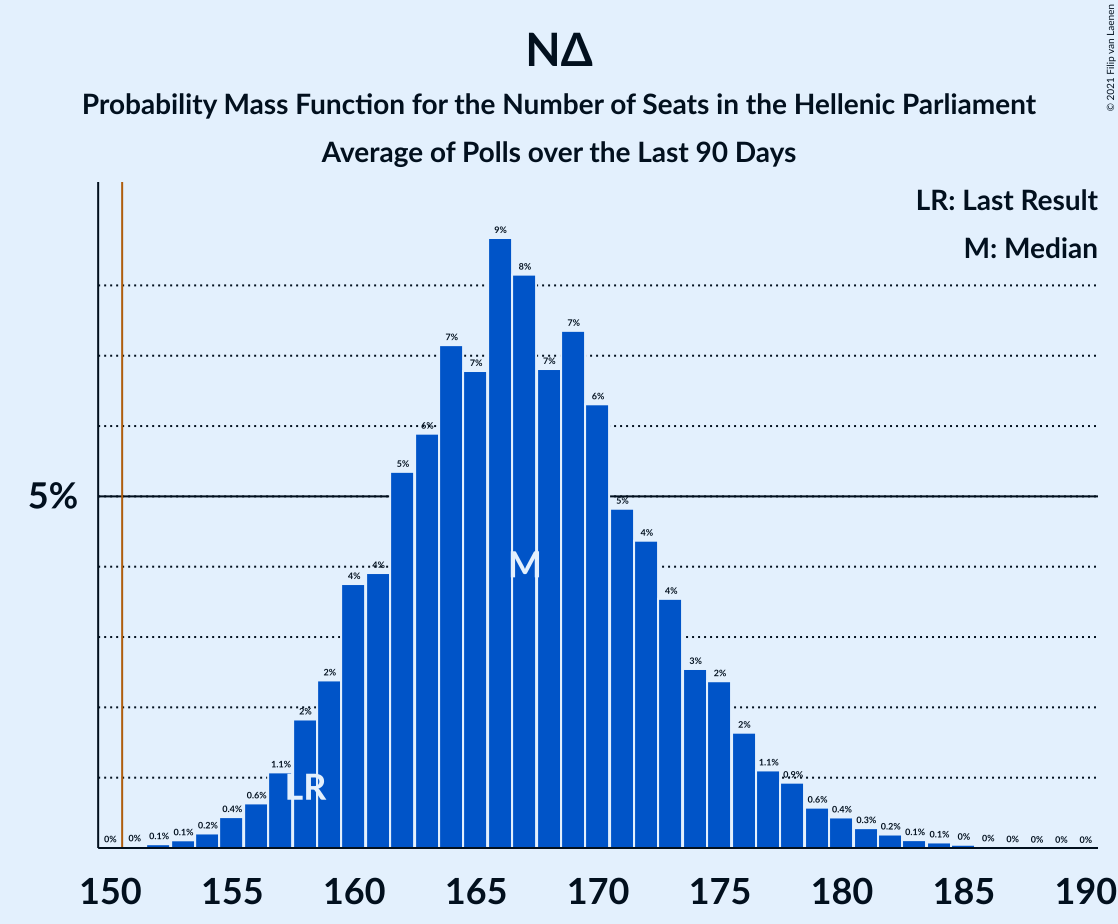 © 2021 Filip van Laenen
ΝΔ
Probability Mass Function for the Number of Seats in the Hellenic Parliament
Average of Polls over the Last 90 Days
LR: Last Result
M: Median
5%
0% 0% 0.1% 0.1% 0.2% 0.4% 0.6% 1.1% 2% 2% 4% 4% 5% 6% 7% 7% 9% 8% 7% 7% 6% 5% 4% 4% 3% 2% 2% 1.1% 0.9% 0.6% 0.4% 0.3% 0.2% 0.1% 0.1% 0% 0% 0% 0% 0% 0%
M
LR
150 155 160 165 170 175 180 185 190